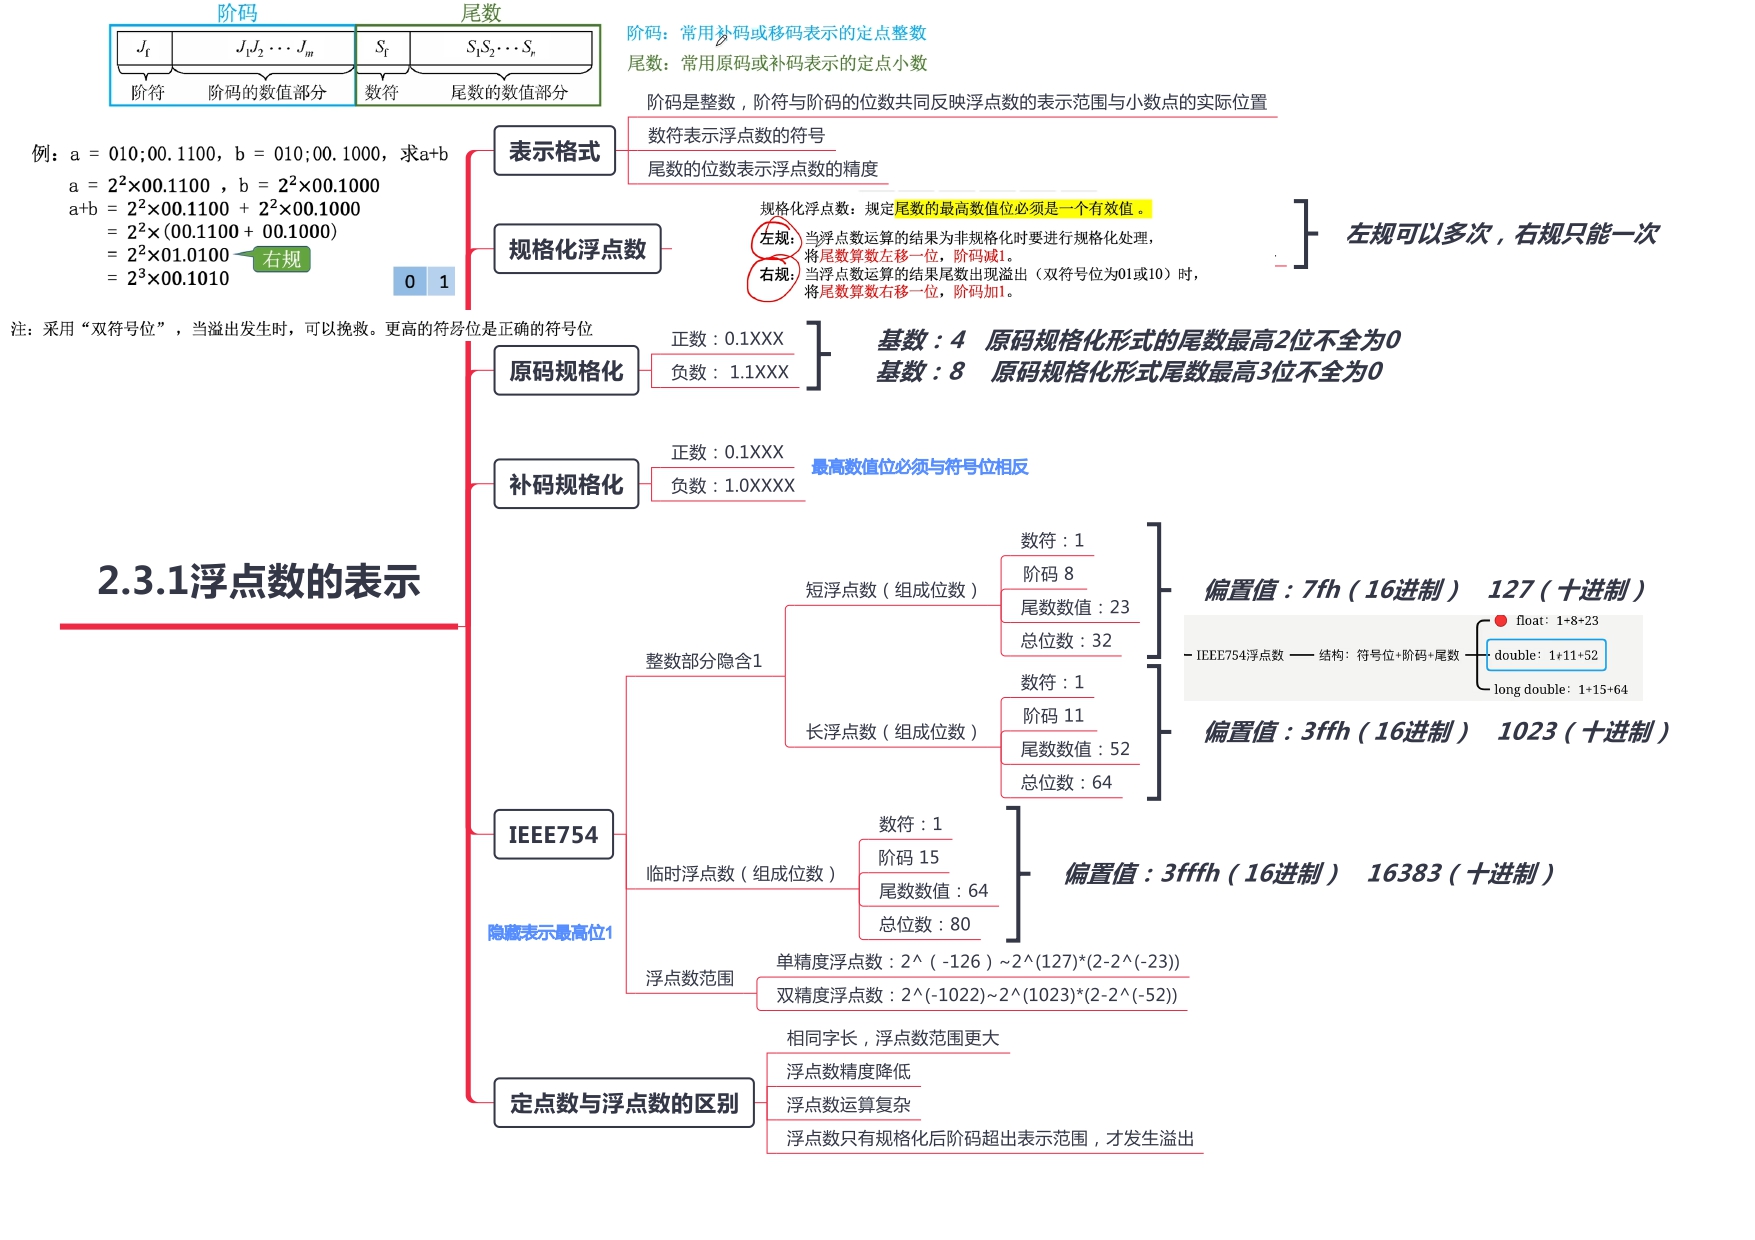 阶码 尾数
Jf J1J2···Jm Sf S1S2···Sr
阶符 阶码的数值部分 数符 尾数的数值部分
阶码：常用补码或移码表示的定点整数
尾数：常用原码或补码表示的定点小数
例：a = 010;00.1100，b = 010;00.1000，求a+b
a = 2²×00.1100 ，b = 2²×00.1000
a+b = 2²×00.1100 + 2²×00.1000
= 2²×(00.1100 + 00.1000)
= 2²×01.0100 右规
= 2³×00.1010
0 1
注：采用“双符号位”，当溢出发生时，可以挽救。更高的符号位是正确的符号位
2.3.1浮点数的表示
表示格式
阶码是整数，阶符与阶码的位数共同反映浮点数的表示范围与小数点的实际位置
数符表示浮点数的符号
尾数的位数表示浮点数的精度
规格化浮点数
规格化浮点数：规定尾数的最高数值位必须是一个有效值 。
左规：当浮点数运算的结果为非规格化时要进行规格化处理，
将尾数算数左移一位，阶码减1。
右规：当浮点数运算的结果尾数出现溢出（双符号位为01或10）时，
将尾数算数右移一位，阶码加1。
左规可以多次，右规只能一次
原码规格化
正数：0.1XXX
负数： 1.1XXX
基数：4 原码规格化形式的尾数最高2位不全为0
基数：8 原码规格化形式尾数最高3位不全为0
补码规格化
正数：0.1XXX
负数：1.0XXXX
最高数值位必须与符号位相反
IEEE754
隐藏表示最高位1
整数部分隐含1
短浮点数（组成位数）
数符：1
阶码 8
尾数数值：23
总位数：32
偏置值：7fh（16进制） 127（十进制）
IEEE754浮点数 结构：符号位+阶码+尾数
float：1+8+23
double：1+11+52
long double：1+15+64
长浮点数（组成位数）
数符：1
阶码 11
尾数数值：52
总位数：64
偏置值：3ffh（16进制） 1023（十进制）
临时浮点数（组成位数）
数符：1
阶码 15
尾数数值：64
总位数：80
偏置值：3fffh（16进制） 16383（十进制）
浮点数范围
单精度浮点数：2^（-126）~2^(127)*(2-2^(-23))
双精度浮点数：2^(-1022)~2^(1023)*(2-2^(-52))
定点数与浮点数的区别
相同字长，浮点数范围更大
浮点数精度降低
浮点数运算复杂
浮点数只有规格化后阶码超出表示范围，才发生溢出